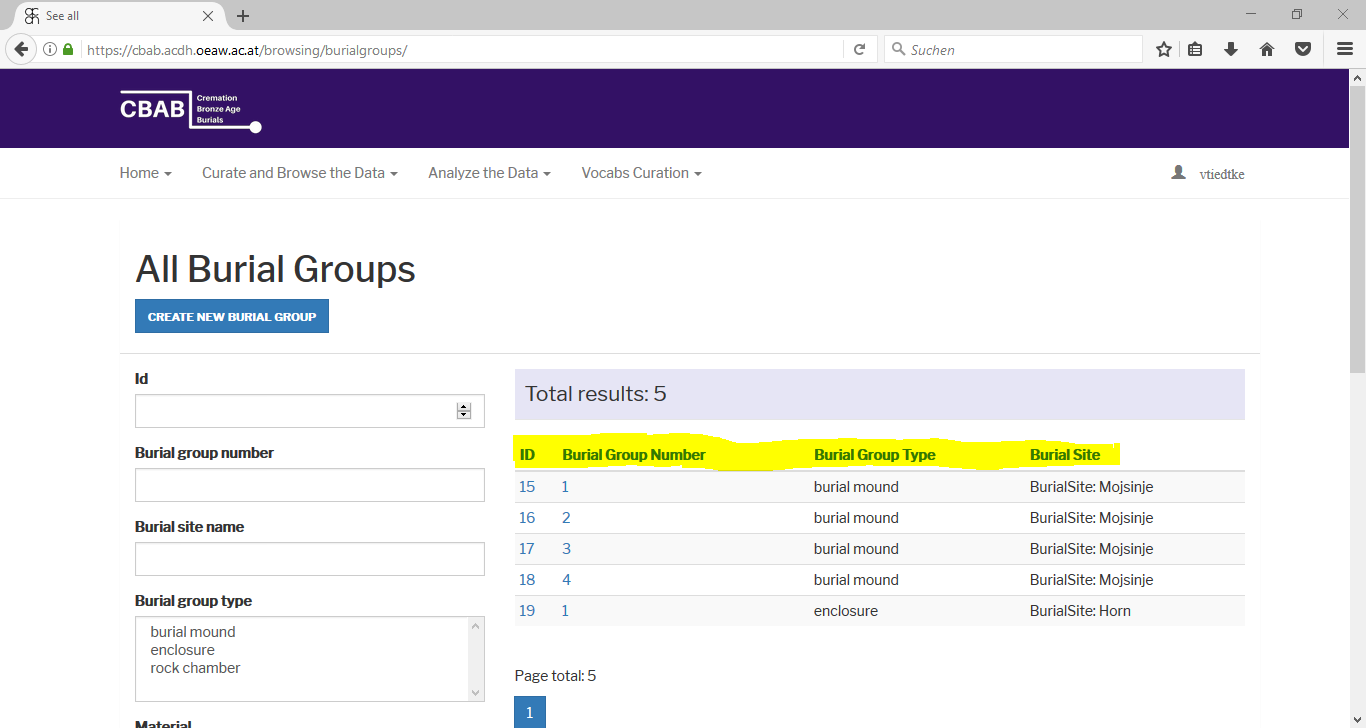 See all
https://cbab.acdh.oeaw.ac.at/browsing/burialgroups/
Suchen
CBAB
Cremation
Bronze Age
Burials
Home
Curate and Browse the Data
Analyze the Data
Vocabs Curation
vtiedtke
All Burial Groups
CREATE NEW BURIAL GROUP
Id
Burial group number
Burial site name
Burial group type
burial mound
enclosure
rock chamber
Material
Total results: 5
ID Burial Group Number Burial Group Type Burial Site
15 1 burial mound BurialSite: Mojsinje
16 2 burial mound BurialSite: Mojsinje
17 3 burial mound BurialSite: Mojsinje
18 4 burial mound BurialSite: Mojsinje
19 1 enclosure BurialSite: Horn
Page total: 5
1